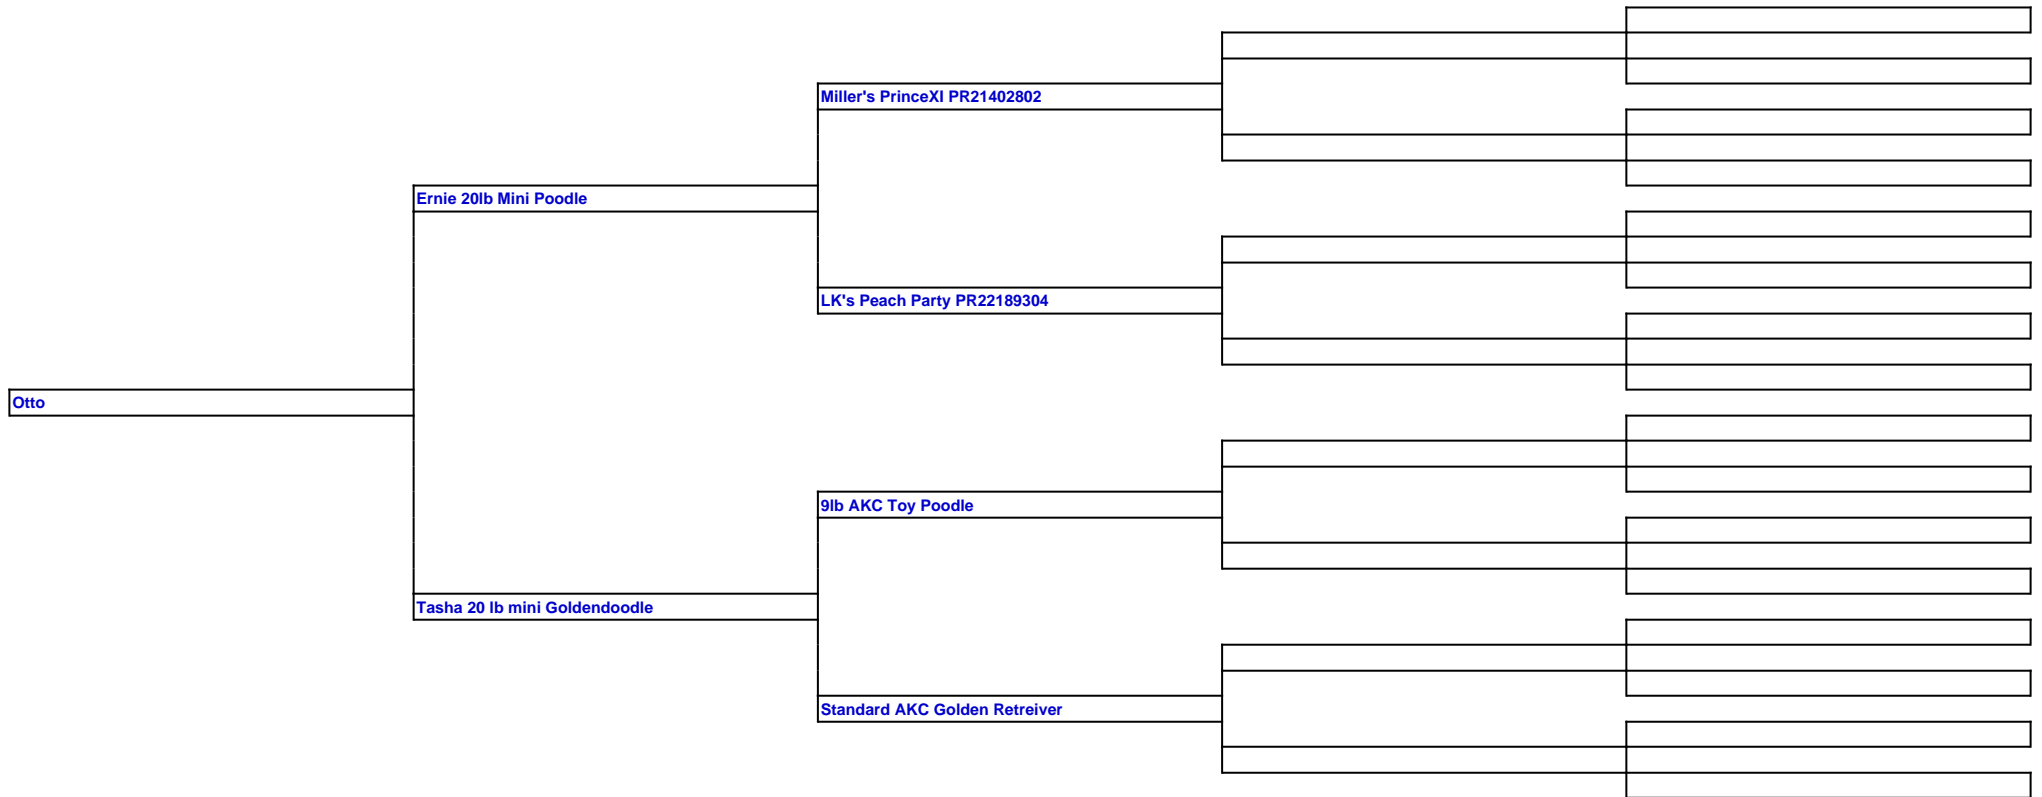 Miller's PrinceXI PR21402802
Ernie 20lb Mini Poodle
LK's Peach Party PR22189304
Otto
9lb AKC Toy Poodle
Tasha 20 lb mini Goldendoodle
Standard AKC Golden Retreiver